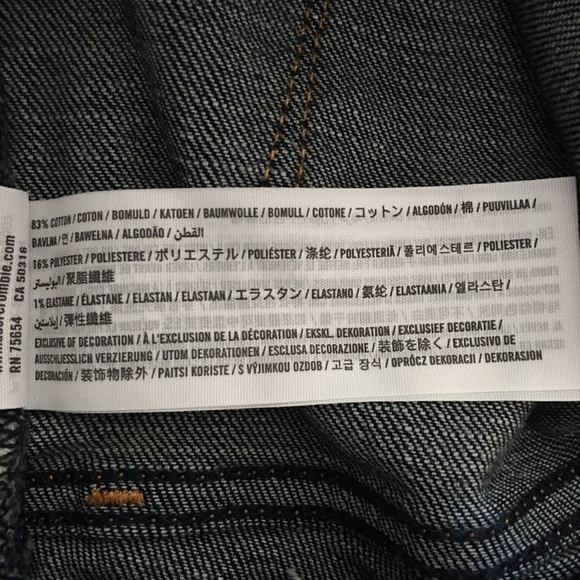 83% COTTON / COTON / BOMULD / KATOEN / BAUMWOLLE / BOMULL / COTONE / コットン / ALGODÓN / 棉 / PUUVILLAA /
BAVLNA / 면 / BAWEŁNA / ALGODÃO / القطن
16% POLYESTER / POLIESTERE / ポリエステル / POLIÉSTER / 涤纶 / POLYESTERIÄ / 폴리에스테르 / POLIESTER /
البوليستر / 聚脂纖維
1% ELASTANE / ÉLASTANE / ELASTAN / ELASTAAN / エラスタン / ELASTANO / 氨纶 / ELASTAANIA / 엘라스탄 /
إيلاستين / 彈性纖維
EXCLUSIVE OF DECORATION / À L'EXCLUSION DE LA DÉCORATION / EKSKL. DEKORATION / EXCLUSIEF DECORATIE /
AUSSCHLIESSLICH VERZIERUNG / UTOM DEKORATIONEN / ESCLUSA DECORAZIONE / 装飾を除く / EXCLUSIVO DE
DECORACIÓN / 装饰物除外 / PAITSI KORISTE / S VÝJIMKOU OZDOB / 고급 장식 / OPRÓCZ DEKORACJI / DEKORASJON
RN 75654 CA 50316